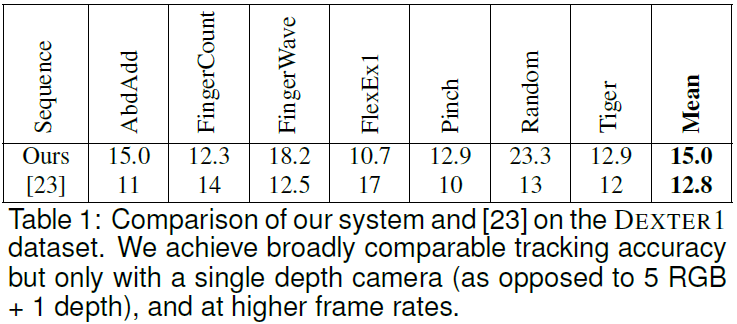 Sequence AbdAdd FingerCount FingerWave FlexEx1 Pinch Random Tiger Mean
Ours 15.0 12.3 18.2 10.7 12.9 23.3 12.9 15.0
[23] 11 14 12.5 17 10 13 12 12.8
Table 1: Comparison of our system and [23] on the DEXTER1
dataset. We achieve broadly comparable tracking accuracy
but only with a single depth camera (as opposed to 5 RGB
+ 1 depth), and at higher frame rates.